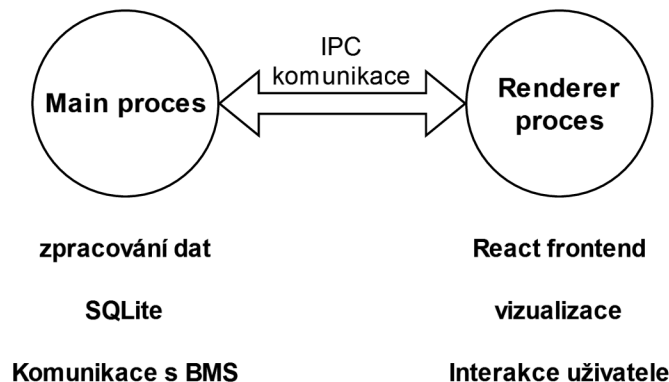 IPC
komunikace
Main proces
Renderer
proces
zpracování dat
React frontend
SQLite
vizualizace
Komunikace s BMS
Interakce uživatele